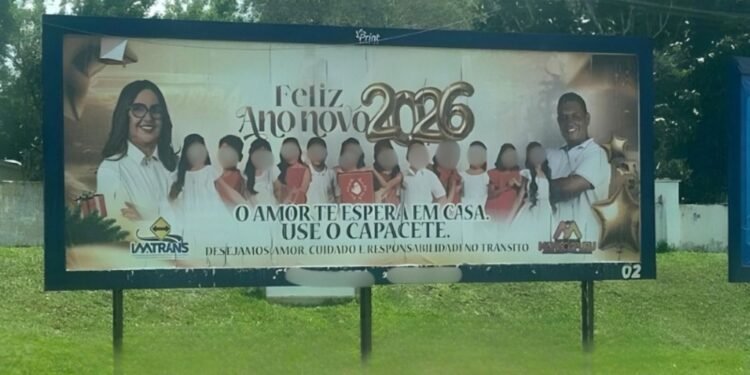 Print
Feliz
Ano novo 2026
O AMOR TE ESPERA EM CASA.
USE O CAPACETE.
DESEJAMOS AMOR, CUIDADO E RESPONSABILIDADE NO TRÂNSITO
IMTRANS
02